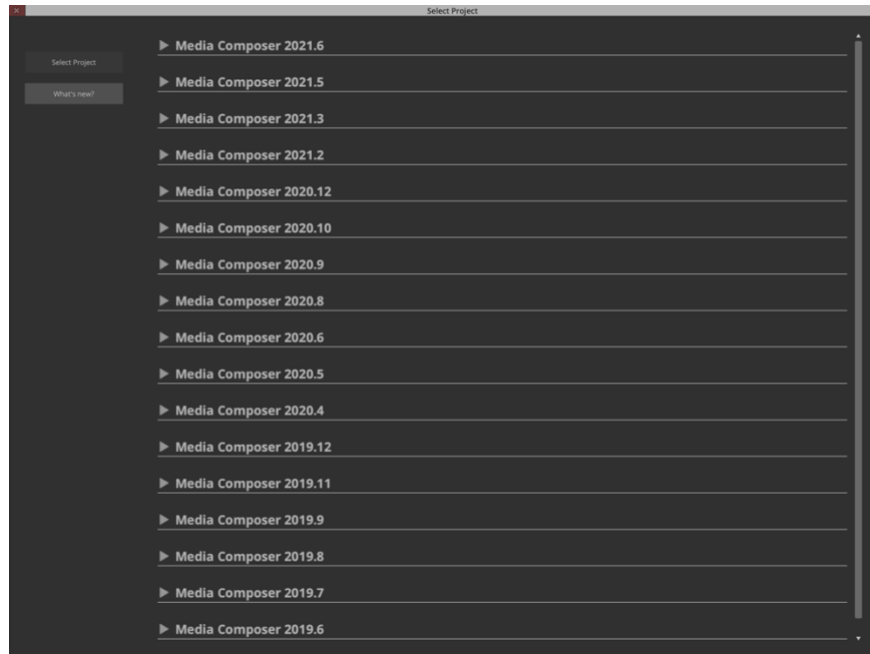 Select Project
Select Project
What's new?
Media Composer 2021.6
Media Composer 2021.5
Media Composer 2021.3
Media Composer 2021.2
Media Composer 2020.12
Media Composer 2020.10
Media Composer 2020.9
Media Composer 2020.8
Media Composer 2020.6
Media Composer 2020.5
Media Composer 2020.4
Media Composer 2019.12
Media Composer 2019.11
Media Composer 2019.9
Media Composer 2019.8
Media Composer 2019.7
Media Composer 2019.6